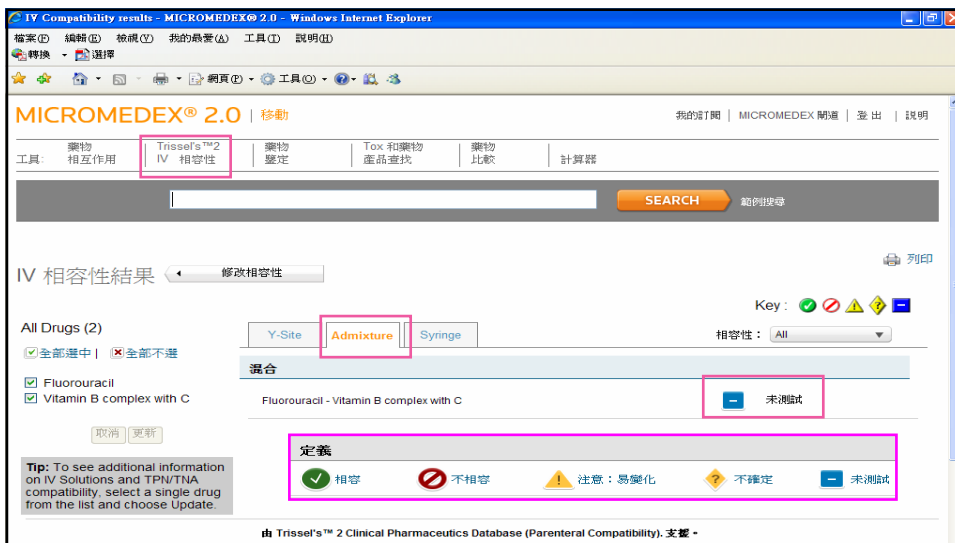 IV Compatibility results - MICROMEDEX® 2.0 - Windows Internet Explorer
檔案(F) 編輯(E) 檢視(V) 我的最愛(A) 工具(T) 說明(H)
轉換 選擇
網頁(P) 工具(O)
MICROMEDEX® 2.0 | 移動
我的訂閱 | MICROMEDEX 閘道 | 登出 | 說明
工具: 藥物 相互作用 | Trissel's™2 IV 相容性 | 藥物 鑒定 | Tox 和藥物 產品查找 | 藥物 比較 | 計算器
SEARCH 範例搜尋
列印
IV 相容性結果 修改相容性
Key:
All Drugs (2)
Y-Site Admixture Syringe
相容性： All
全部選中 | 全部不選
混合
Fluorouracil
Vitamin B complex with C
Fluorouracil - Vitamin B complex with C 未測試
取消 更新
定義
相容 不相容 注意：易變化 不確定 未測試
Tip: To see additional information
on IV Solutions and TPN/TNA
compatibility, select a single drug
from the list and choose Update.
由 Trissel's™ 2 Clinical Pharmaceutics Database (Parenteral Compatibility). 支援。